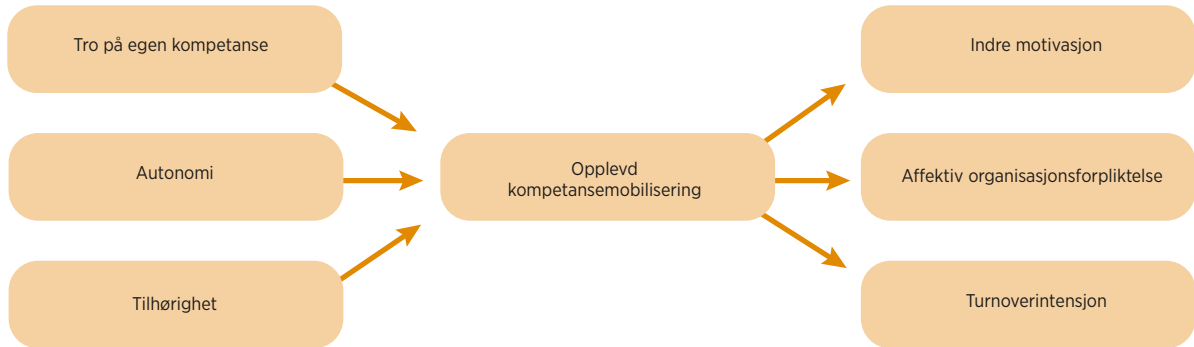 Tro på egen kompetanse
Autonomi
Tilhørighet
Opplevd
kompetansemobilisering
Indre motivasjon
Affektiv organisasjonsforpliktelse
Turnoverintensjon